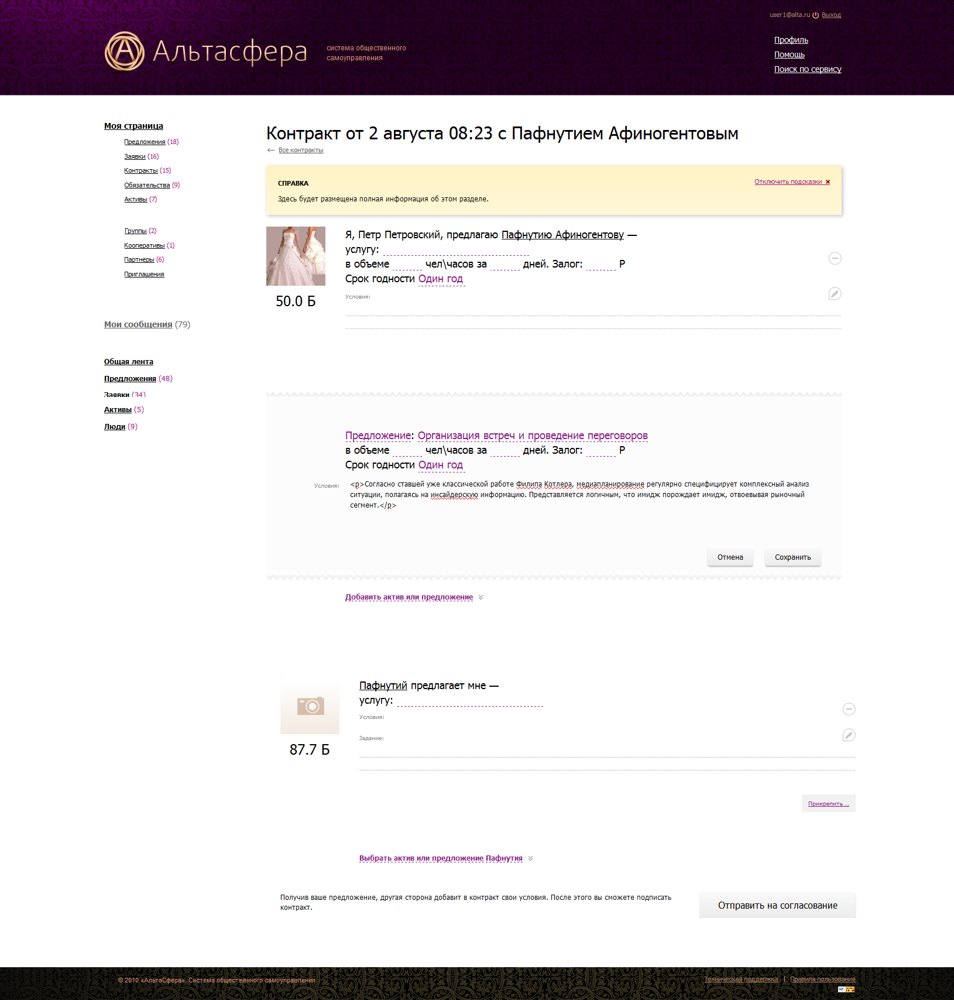 user1@alta.ru Выход
Альтасфера
система общественного
самоуправления
Профиль
Помощь
Поиск по сервису
Моя страница
Предложения (18)
Заявки (16)
Контракты (15)
Обязательства (9)
Активы (7)
Группы (2)
Кооперативы (1)
Партнеры (6)
Приглашения
Мои сообщения (79)
Общая лента
Предложения (48)
Заявки (34)
Активы (5)
Люди (9)
Контракт от 2 августа 08:23 с Пафнутием Афиногентовым
← Все контракты
СПРАВКА
Отключить подсказки
Здесь будет размещена полная информация об этом разделе.
Я, Петр Петровский, предлагаю Пафнутию Афиногентову —
услугу:
в объеме чел\часов за дней. Залог: Р
Срок годности Один год
50.0 Б
Условия:
Предложение: Организация встреч и проведение переговоров
в объеме чел\часов за дней. Залог: Р
Срок годности Один год
Условия:
<p>Согласно ставшей уже классической работе Филипа Котлера, медиапланирование регулярно специфицирует комплексный анализ
ситуации, полагаясь на инсайдерскую информацию. Представляется логичным, что имидж порождает имидж, отвоевывая рыночный
сегмент.</p>
Отмена
Сохранить
Добавить актив или предложение
Пафнутий предлагает мне —
услугу:
Условия:
Задание:
87.7 Б
Прикрепить ...
Выбрать актив или предложение Пафнутия
Получив ваше предложение, другая сторона добавит в контракт свои условия. После этого вы сможете подписать
контракт.
Отправить на согласование
© 2010 «АльтаСфера». Система общественного самоуправления
Техническая поддержка | Правила пользования